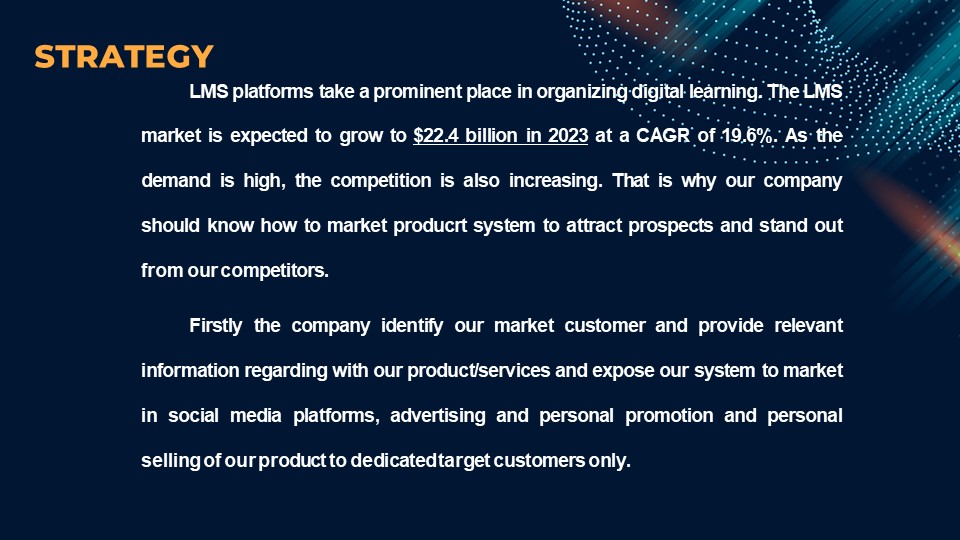 STRATEGY
LMS platforms take a prominent place in organizing digital learning. The LMS
market is expected to grow to $22.4 billion in 2023 at a CAGR of 19.6%. As the
demand is high, the competition is also increasing. That is why our company
should know how to market producrt system to attract prospects and stand out
from our competitors.
Firstly the company identify our market customer and provide relevant
information regarding with our product/services and expose our system to market
in social media platforms, advertising and personal promotion and personal
selling of our product to dedicated target customers only.